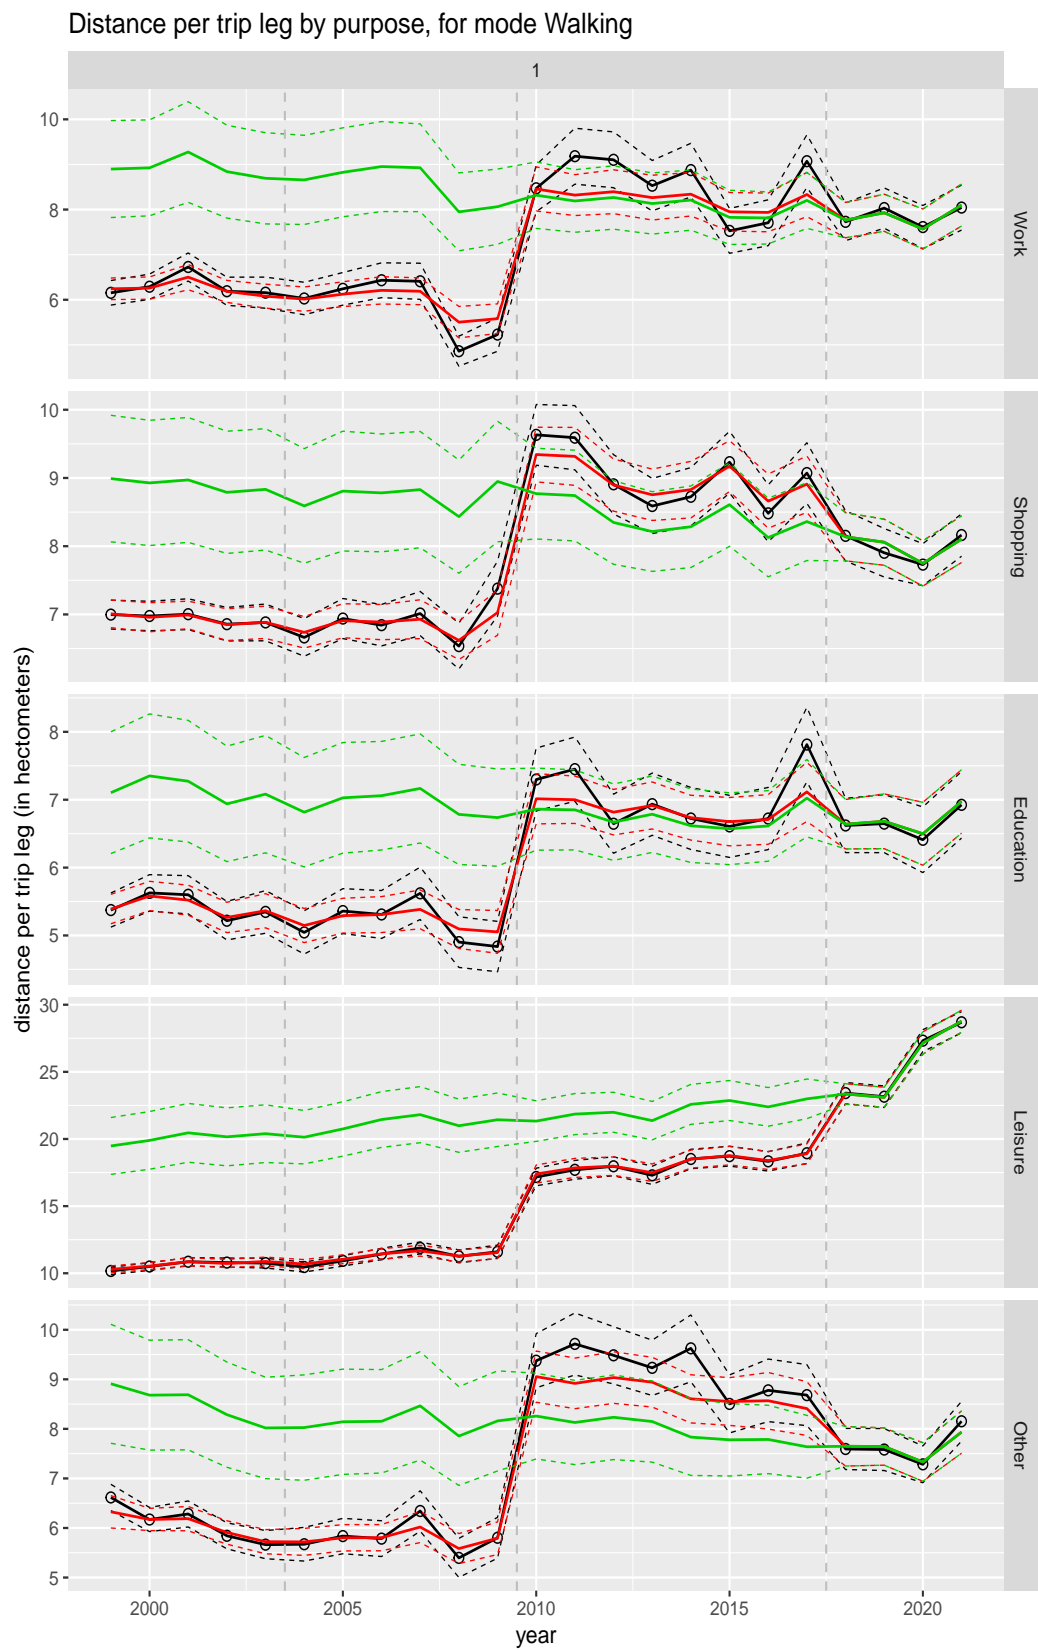 Distance per trip leg by purpose, for mode Walking
1
10
8
6
Work
10
9
8
7
Shopping
8
7
6
5
Education
30
25
20
15
10
Leisure
10
9
8
7
6
5
Other
distance per trip leg (in hectometers)
2000 2005 2010 2015 2020
year